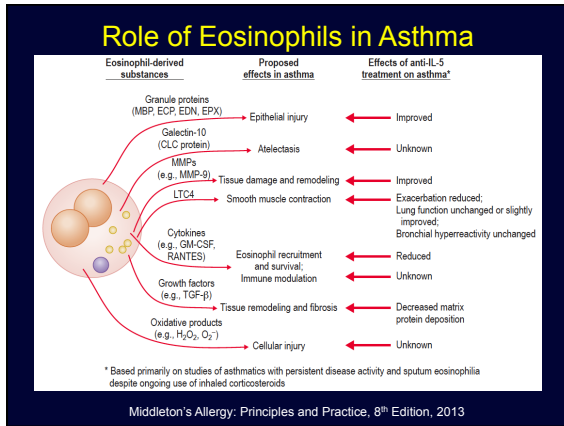 Role of Eosinophils in Asthma
Eosinophil-derived
substances
Proposed
effects in asthma
Effects of anti-IL-5
treatment on asthma*
Granule proteins
(MBP, ECP, EDN, EPX)
Epithelial injury
Improved
Galectin-10
(CLC protein)
Atelectasis
Unknown
MMPs
(e.g., MMP-9)
Tissue damage and remodeling
Improved
LTC4
Smooth muscle contraction
Exacerbation reduced;
Lung function unchanged or slightly
improved;
Bronchial hyperreactivity unchanged
Cytokines
(e.g., GM-CSF,
RANTES)
Eosinophil recruitment
and survival;
Immune modulation
Reduced
Unknown
Growth factors
(e.g., TGF-β)
Tissue remodeling and fibrosis
Decreased matrix
protein deposition
Oxidative products
(e.g., H₂O₂, O₂⁻)
Cellular injury
Unknown
* Based primarily on studies of asthmatics with persistent disease activity and sputum eosinophilia
despite ongoing use of inhaled corticosteroids
Middleton's Allergy: Principles and Practice, 8th Edition, 2013